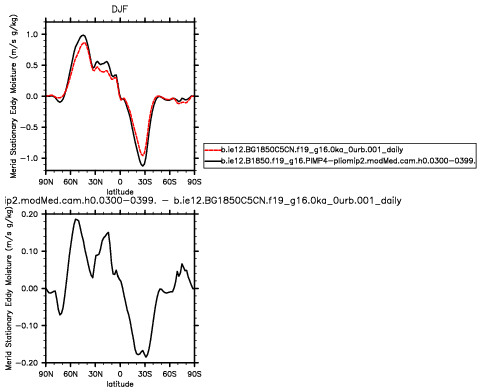 DJF
Merid Stationary Eddy Moisture (m/s g/kg)
1.0
0.5
0.0
-0.5
-1.0
90N 60N 30N 0 30S 60S 90S
latitude
b.ie12.BG1850C5CN.f19_g16.0ka_0urb.001_daily
b.ie12.B1850.f19_g16.PIMP4-pliomip2.modMed.cam.h0.0300-0399.
ip2.modMed.cam.h0.0300-0399. - b.ie12.BG1850C5CN.f19_g16.0ka_0urb.001_daily
Merid Stationary Eddy Moisture (m/s g/kg)
0.20
0.10
0.00
-0.10
-0.20
90N 60N 30N 0 30S 60S 90S
latitude